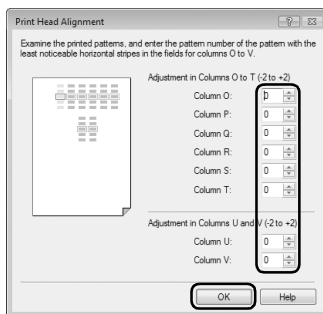 Print Head Alignment
Examine the printed patterns, and enter the pattern number of the pattern with the
least noticeable horizontal stripes in the fields for columns O to V.
Adjustment in Columns O to T (-2 to +2)
Column O: 0
Column P: 0
Column Q: 0
Column R: 0
Column S: 0
Column T: 0
Adjustment in Columns U and V (-2 to +2)
Column U: 0
Column V: 0
OK Help